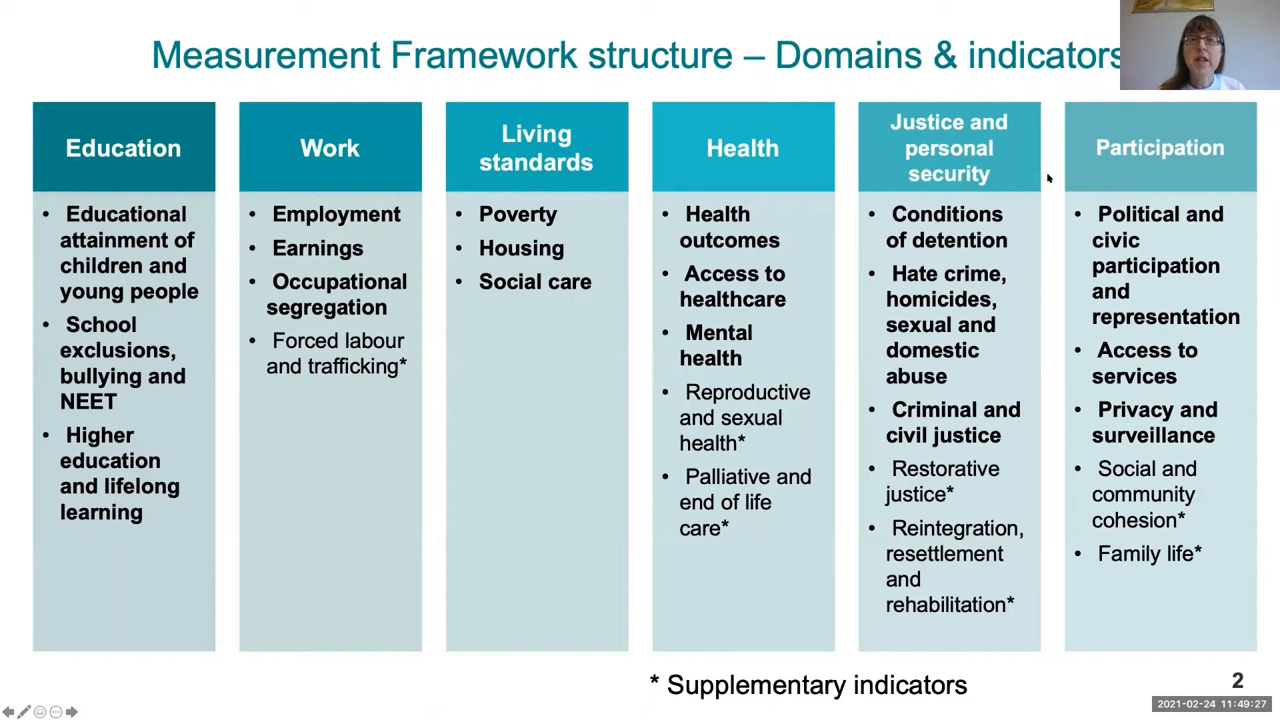 Measurement Framework structure – Domains & indicators
Education
• Educational
attainment of
children and
young people
• School
exclusions,
bullying and
NEET
• Higher
education
and lifelong
learning
Work
• Employment
• Earnings
• Occupational
segregation
• Forced labour
and trafficking*
Living
standards
• Poverty
• Housing
• Social care
Health
• Health
outcomes
• Access to
healthcare
• Mental
health
• Reproductive
and sexual
health*
• Palliative and
end of life
care*
Justice and
personal
security
• Conditions
of detention
• Hate crime,
homicides,
sexual and
domestic
abuse
• Criminal and
civil justice
• Restorative
justice*
• Reintegration,
resettlement
and
rehabilitation*
Participation
• Political and
civic
participation
and
representation
• Access to
services
• Privacy and
surveillance
• Social and
community
cohesion*
• Family life*
* Supplementary indicators
2
2021-02-24 11:49:27